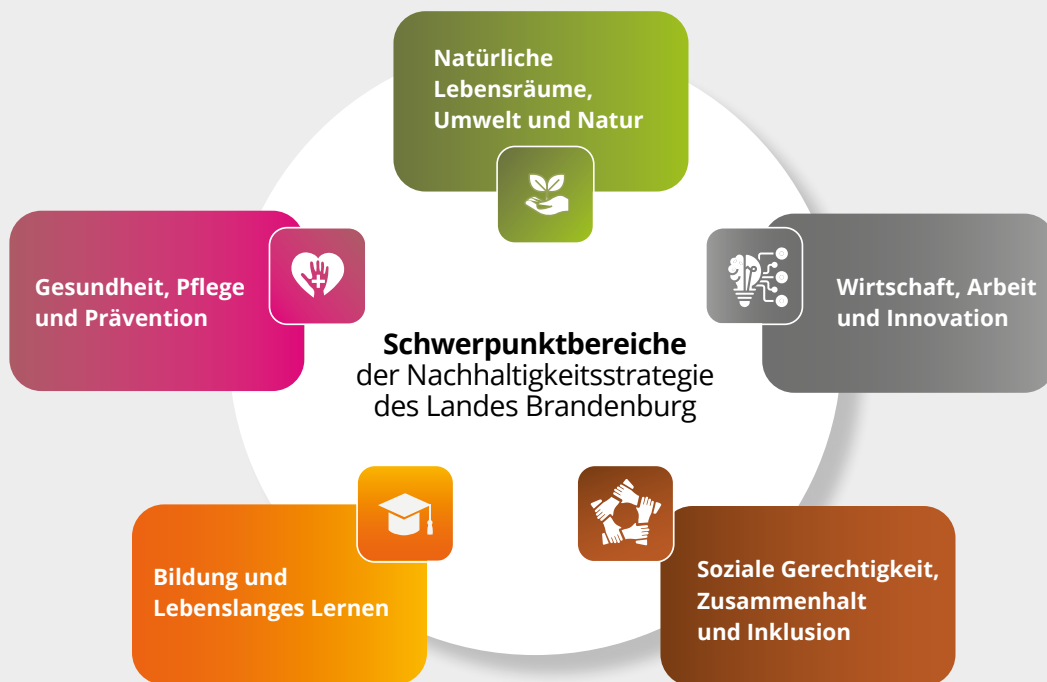 Natürliche
Lebensräume,
Umwelt und Natur
Gesundheit, Pflege
und Prävention
Wirtschaft, Arbeit
und Innovation
Schwerpunktbereiche
der Nachhaltigkeitsstrategie
des Landes Brandenburg
Bildung und
Lebenslanges Lernen
Soziale Gerechtigkeit,
Zusammenhalt
und Inklusion